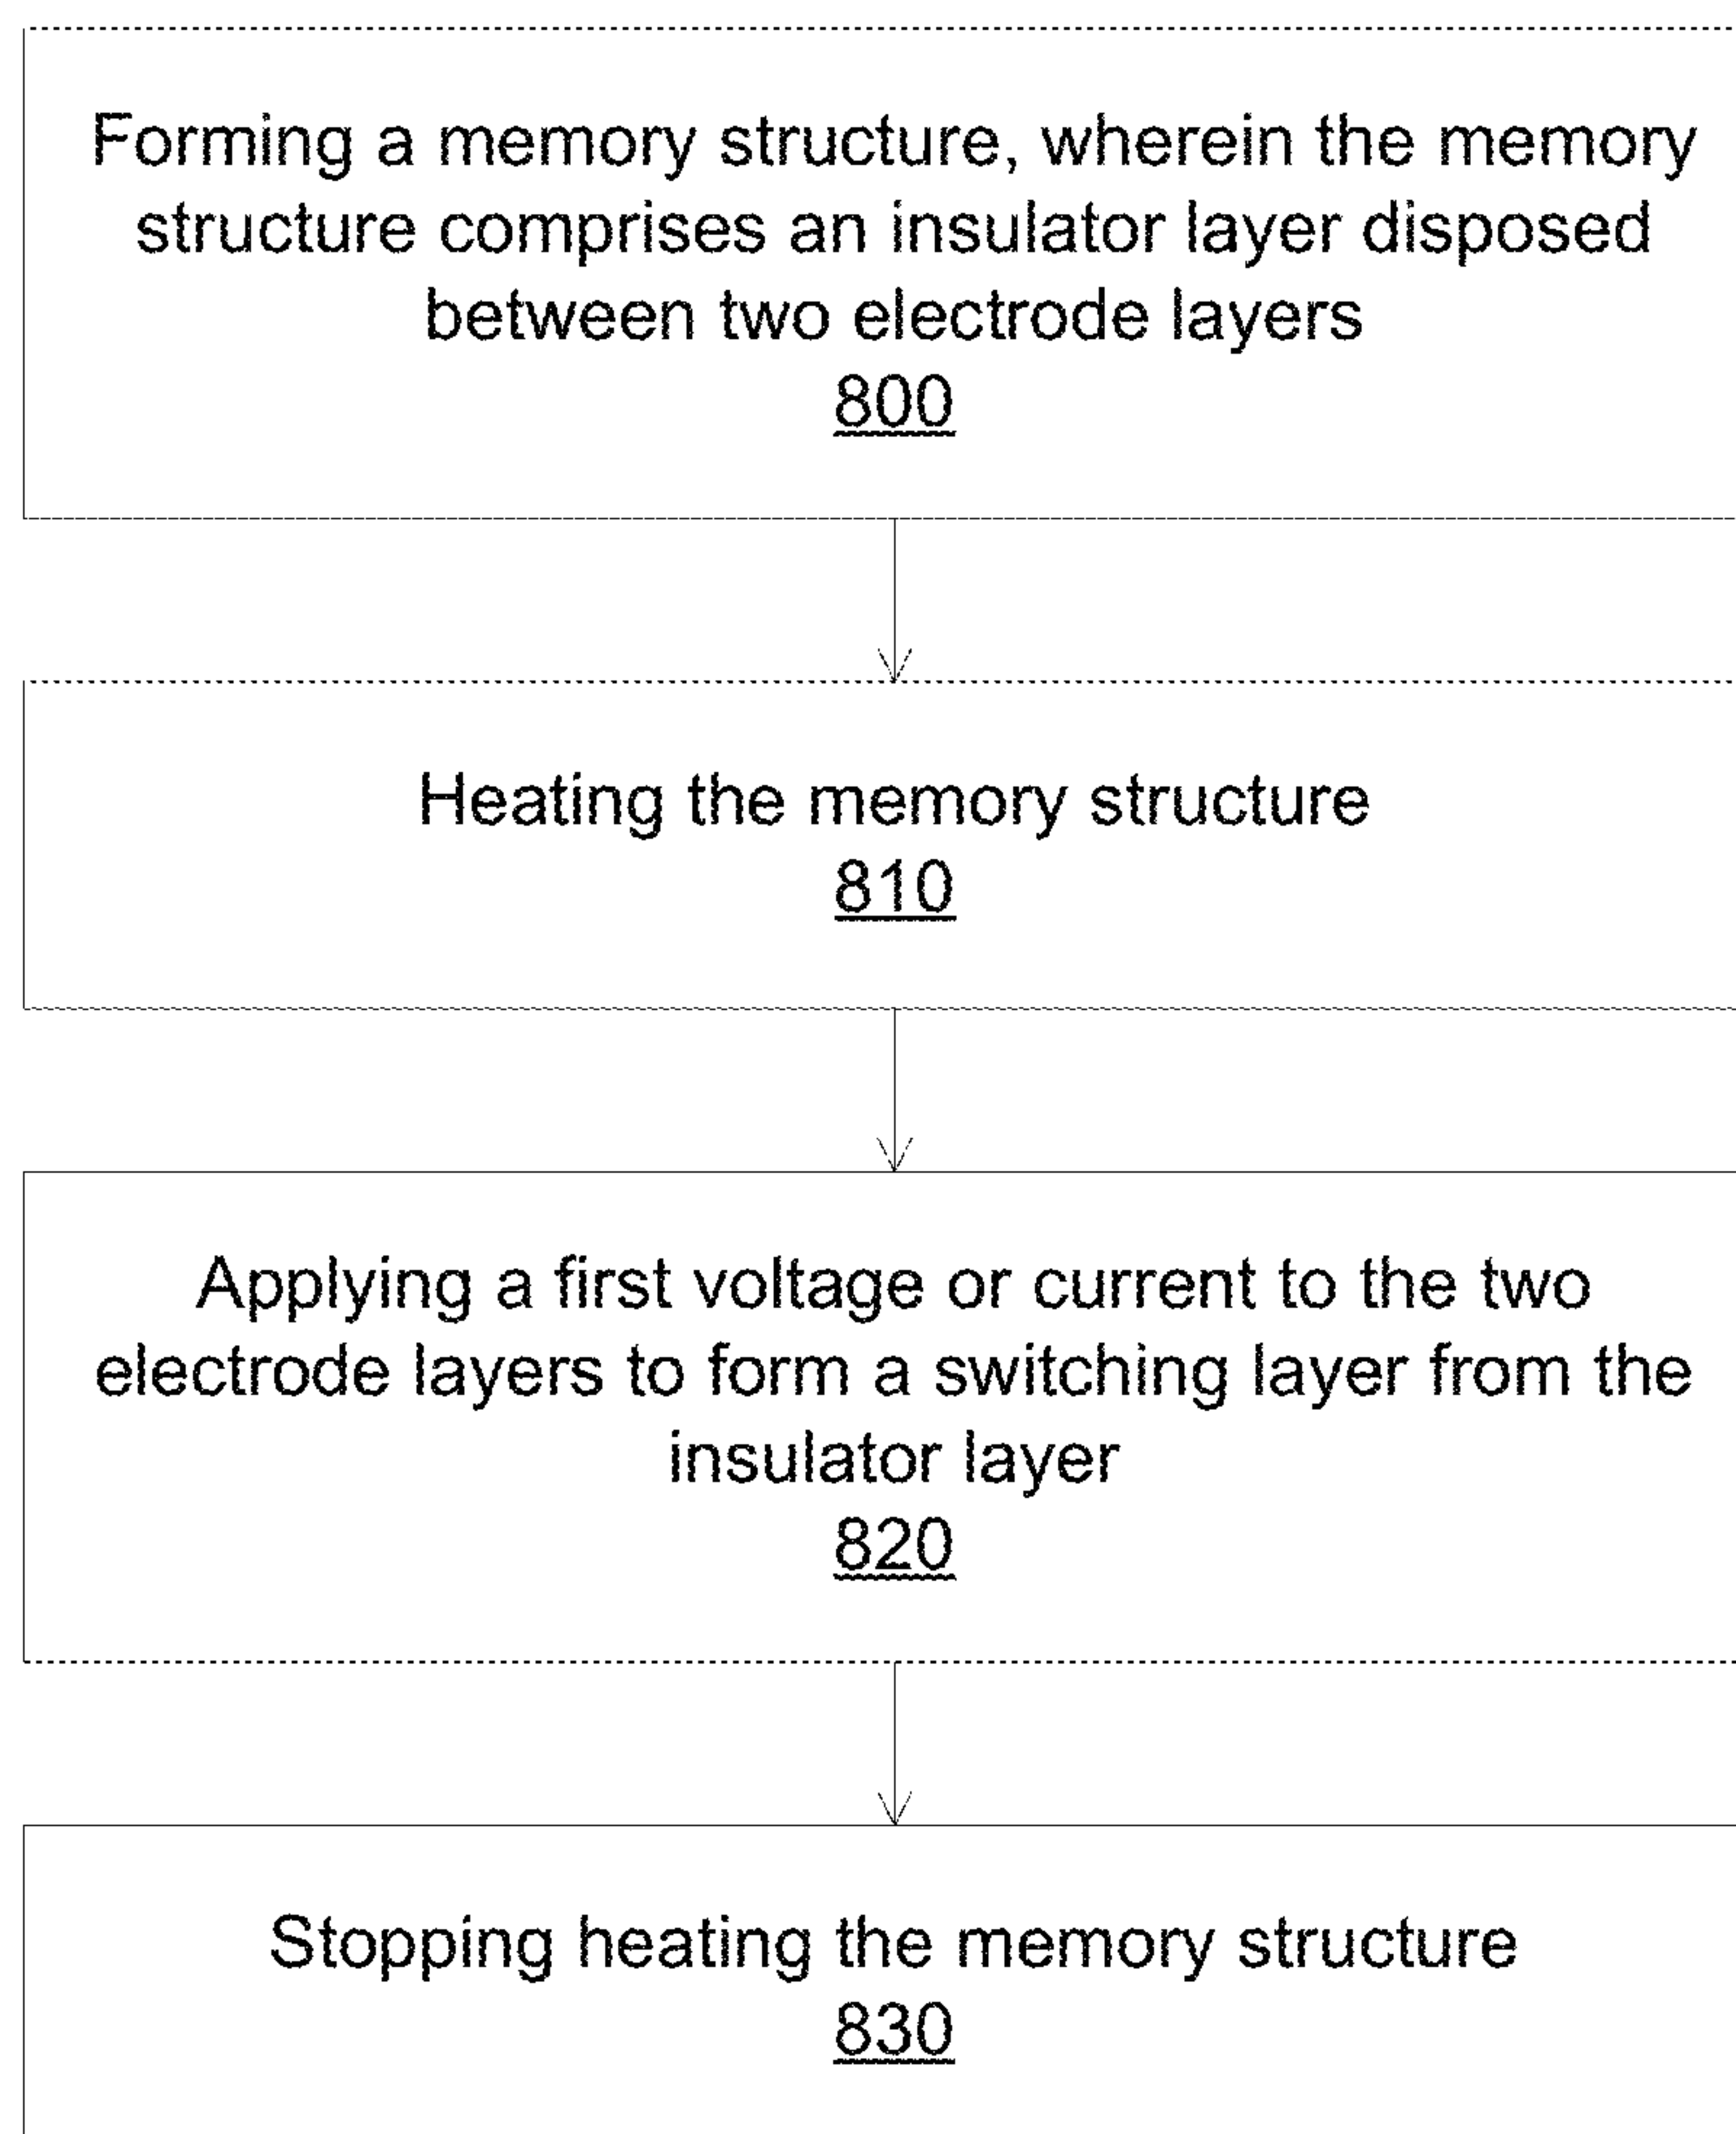 Forming a memory structure, wherein the memory
structure comprises an insulator layer disposed
between two electrode layers
800
Heating the memory structure
810
Applying a first voltage or current to the two
electrode layers to form a switching layer from the
insulator layer
820
Stopping heating the memory structure
830